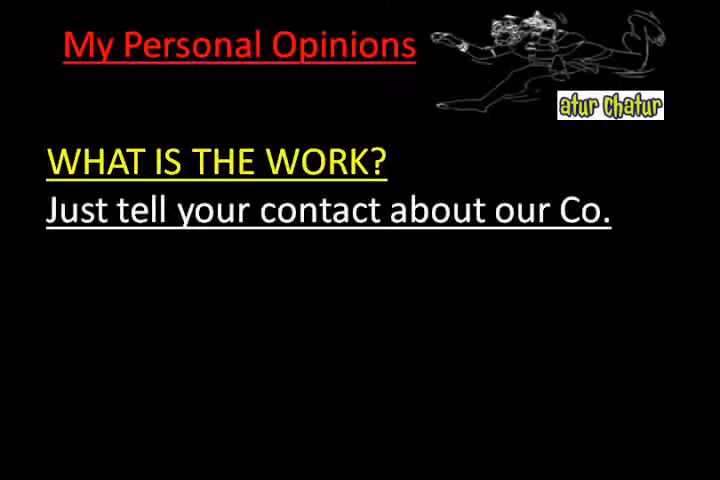 My Personal Opinions
atur chatur
WHAT IS THE WORK?
Just tell your contact about our Co.